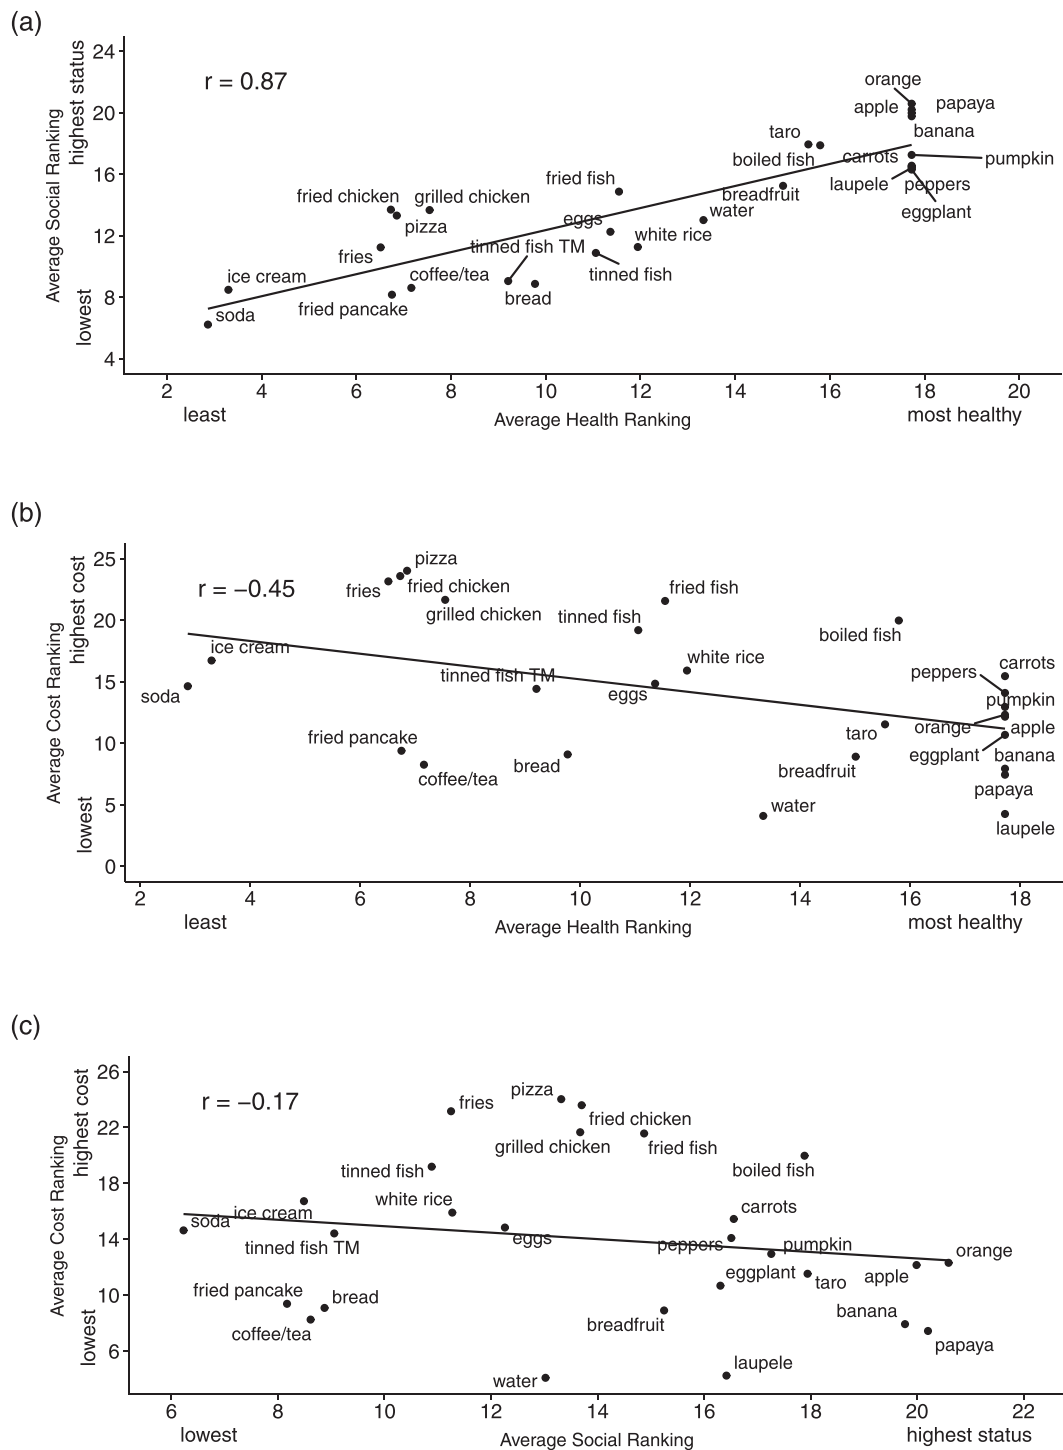 (a)
Average Social Ranking
lowest
highest status
24
20
16
12
8
4
r = 0.87
orange
apple
papaya
banana
taro
boiled fish
carrots
pumpkin
laupele
peppers
eggplant
breadfruit
water
fried fish
eggs
white rice
fried chicken
grilled chicken
pizza
tinned fish TM
tinned fish
fries
coffee/tea
bread
ice cream
fried pancake
soda
2 4 6 8 10 12 14 16 18 20
least
Average Health Ranking
most healthy
(b)
Average Cost Ranking
lowest
highest cost
25
20
15
10
5
0
r = −0.45
pizza
fries
fried chicken
grilled chicken
fried fish
tinned fish
boiled fish
ice cream
white rice
carrots
peppers
tinned fish TM
soda
eggs
pumpkin
orange
apple
taro
fried pancake
eggplant
banana
bread
breadfruit
coffee/tea
papaya
water
laupele
2 4 6 8 10 12 14 16 18
least
Average Health Ranking
most healthy
(c)
Average Cost Ranking
lowest
highest cost
26
22
18
14
10
6
r = −0.17
pizza
fries
fried chicken
grilled chicken
fried fish
tinned fish
boiled fish
white rice
carrots
soda
ice cream
eggs
peppers
pumpkin
tinned fish TM
orange
eggplant
taro
apple
fried pancake
bread
banana
coffee/tea
breadfruit
papaya
laupele
water
6 8 10 12 14 16 18 20 22
lowest
Average Social Ranking
highest status